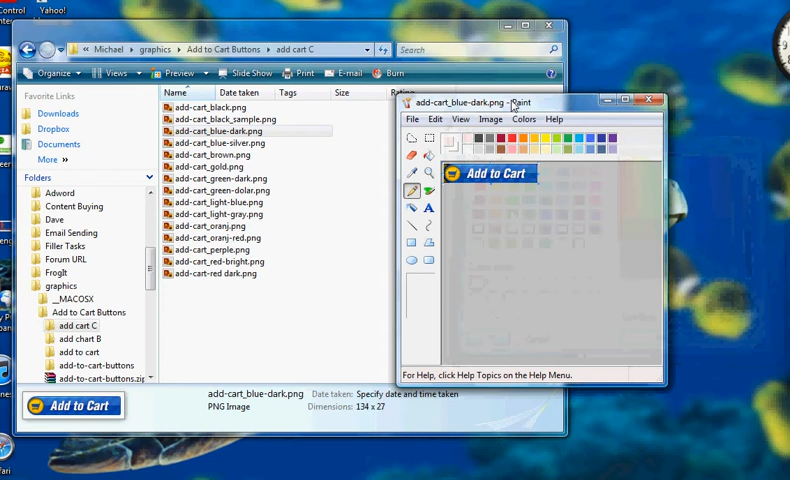 Control
Yahoo!
Michael graphics Add to Cart Buttons add cart C
Search
Organize Views Preview Slide Show Print E-mail Burn
Favorite Links
Downloads
Dropbox
Documents
More »
Folders
Adword
Content Buying
Dave
Email Sending
Filler Tasks
Forum URL
FrogIt
graphics
__MACOSX
Add to Cart Buttons
add cart C
add chart B
add to cart
add-to-cart-buttons
add-to-cart-buttons.zip
Name Date taken Tags Size
add-cart_black.png
add-cart_black_sample.png
add-cart_blue-dark.png
add-cart_blue-silver.png
add-cart_brown.png
add-cart_gold.png
add-cart_green-dark.png
add-cart_green-dolar.png
add-cart_light-blue.png
add-cart_light-gray.png
add-cart_oranj.png
add-cart_oranj-red.png
add-cart_perple.png
add-cart_red-bright.png
add-cart-red dark.png
add-cart_blue-dark.png - Paint
File Edit View Image Colors Help
Add to Cart
For Help, click Help Topics on the Help Menu.
Add to Cart
add-cart_blue-dark.png Date taken: Specify date and time taken
PNG Image Dimensions: 134 x 27